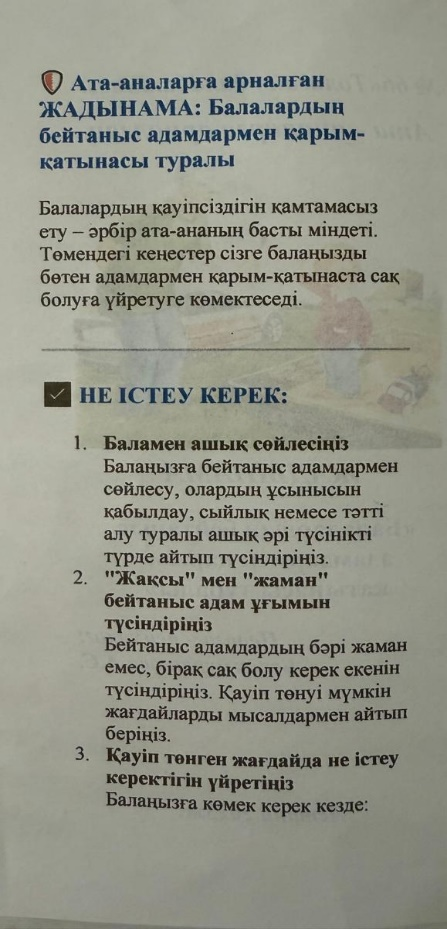 Ата-аналарға арналған
ЖАДЫНАМА: Балалардың
бейтаныс адамдармен қарым-
қатынасы туралы
Балалардың қауіпсіздігін қамтамасыз
ету – әрбір ата-ананың басты міндеті.
Төмендегі кеңестер сізге балаңызды
бөтен адамдармен қарым-қатынаста сақ
болуға үйретуге көмектеседі.
НЕ ІСТЕУ КЕРЕК:
1. Баламен ашық сөйлесіңіз
Балаңызға бейтаныс адамдармен
сөйлесу, олардың ұсынысын
қабылдау, сыйлық немесе тәтті
алу туралы ашық әрі түсінікті
түрде айтып түсіндіріңіз.
2. "Жақсы" мен "жаман"
бейтаныс адам ұғымын
түсіндіріңіз
Бейтаныс адамдардың бәрі жаман
емес, бірақ сақ болу керек екенін
түсіндіріңіз. Қауіп төнуі мүмкін
жағдайларды мысалдармен айтып
беріңіз.
3. Қауіп төнген жағдайда не істеу
керектігін үйретіңіз
Балаңызға көмек керек кезде: